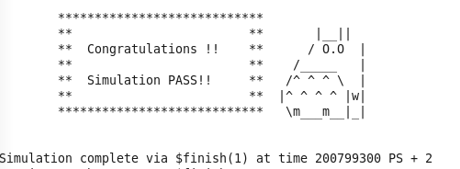 ****************************
**                        **       |__||
**  Congratulations !!    **      / O.O  |
**                        **    /_____   |
**  Simulation PASS!!     **   /^ ^ ^ \  |
**                        **  |^ ^ ^ ^ |w|
****************************   \m___m__|_|
Simulation complete via $finish(1) at time 200799300 PS + 2